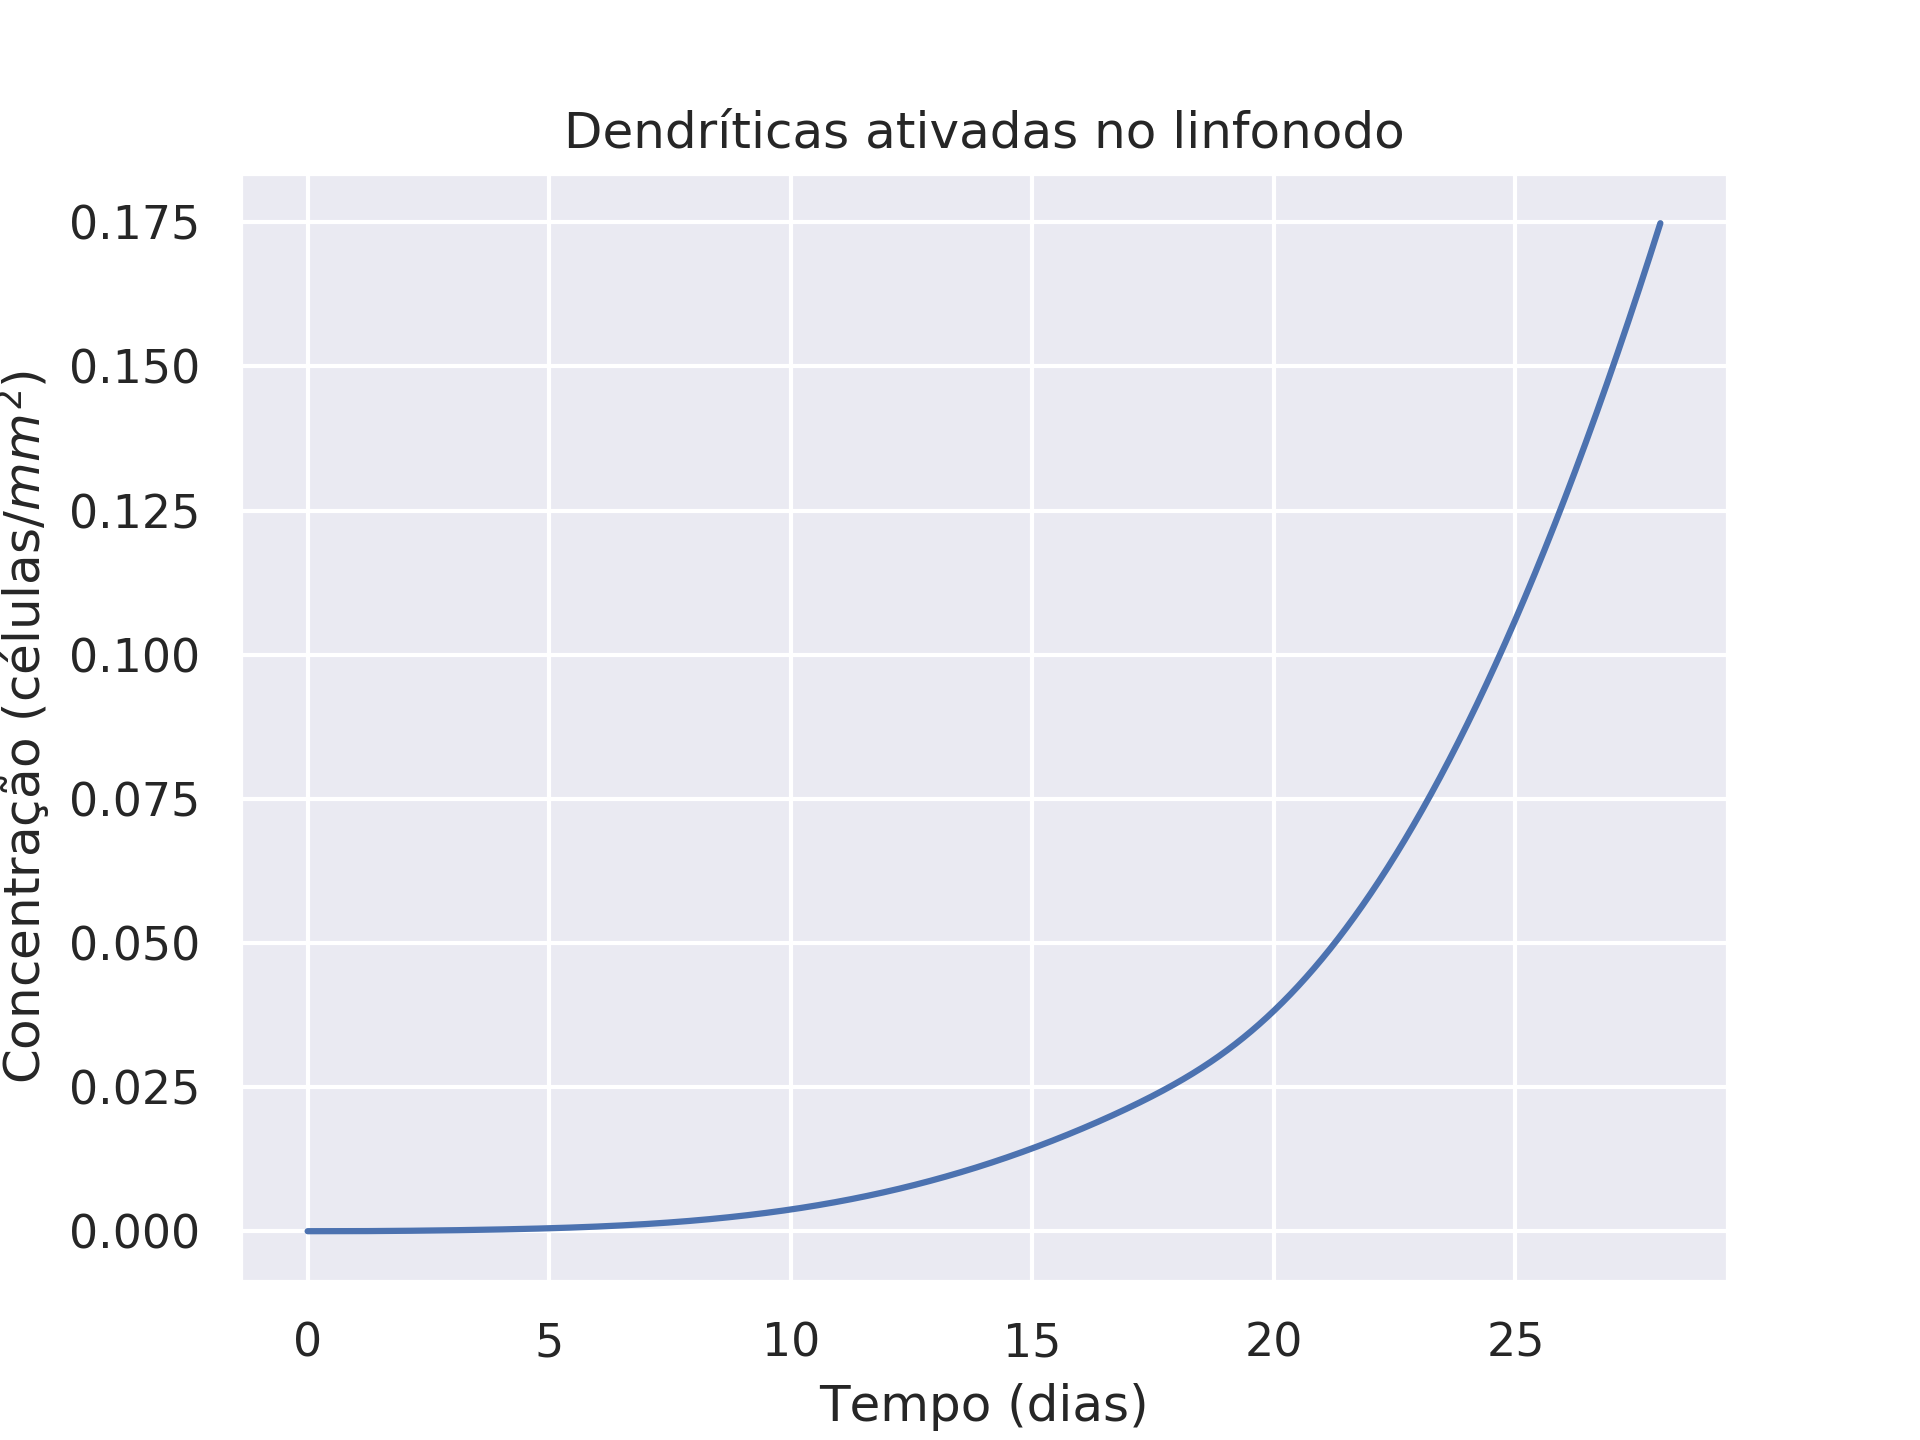 Dendríticas ativadas no linfonodo
Concentração (células/mm²)
0.175
0.150
0.125
0.100
0.075
0.050
0.025
0.000
0 5 10 15 20 25
Tempo (dias)